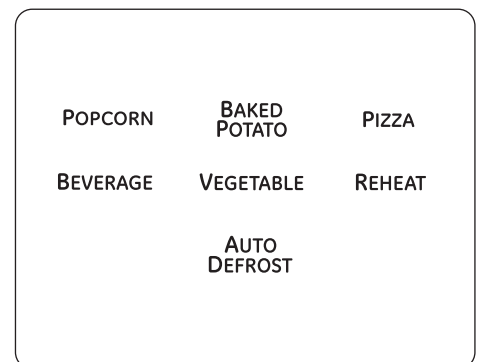 POPCORN
BAKED
POTATO
PIZZA
BEVERAGE
VEGETABLE
REHEAT
AUTO
DEFROST